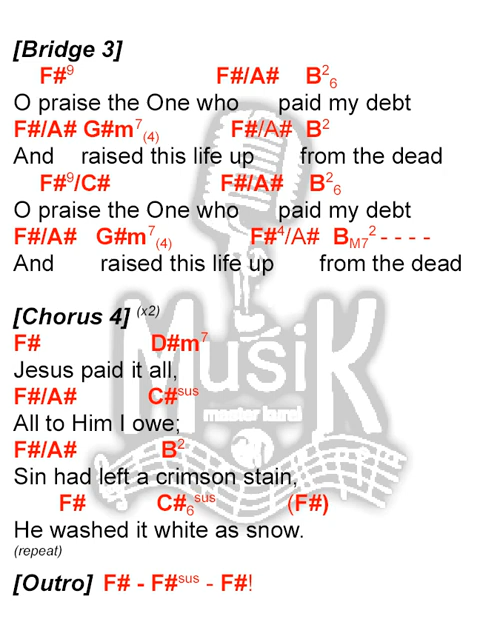 [Bridge 3]
F#9 F#/A# B26
O praise the One who paid my debt
F#/A# G#m7(4) F#/A# B2
And raised this life up from the dead
F#9/C# F#/A# B26
O praise the One who paid my debt
F#/A# G#m7(4) F#4/A# BM72 - - - -
And raised this life up from the dead
[Chorus 4] (x2)
F# D#m7
Jesus paid it all,
F#/A# C#sus
All to Him I owe;
F#/A# B2
Sin had left a crimson stain,
F# C#6sus (F#)
He washed it white as snow.
(repeat)
[Outro] F# - F#sus - F#!
MusiK
master kurei